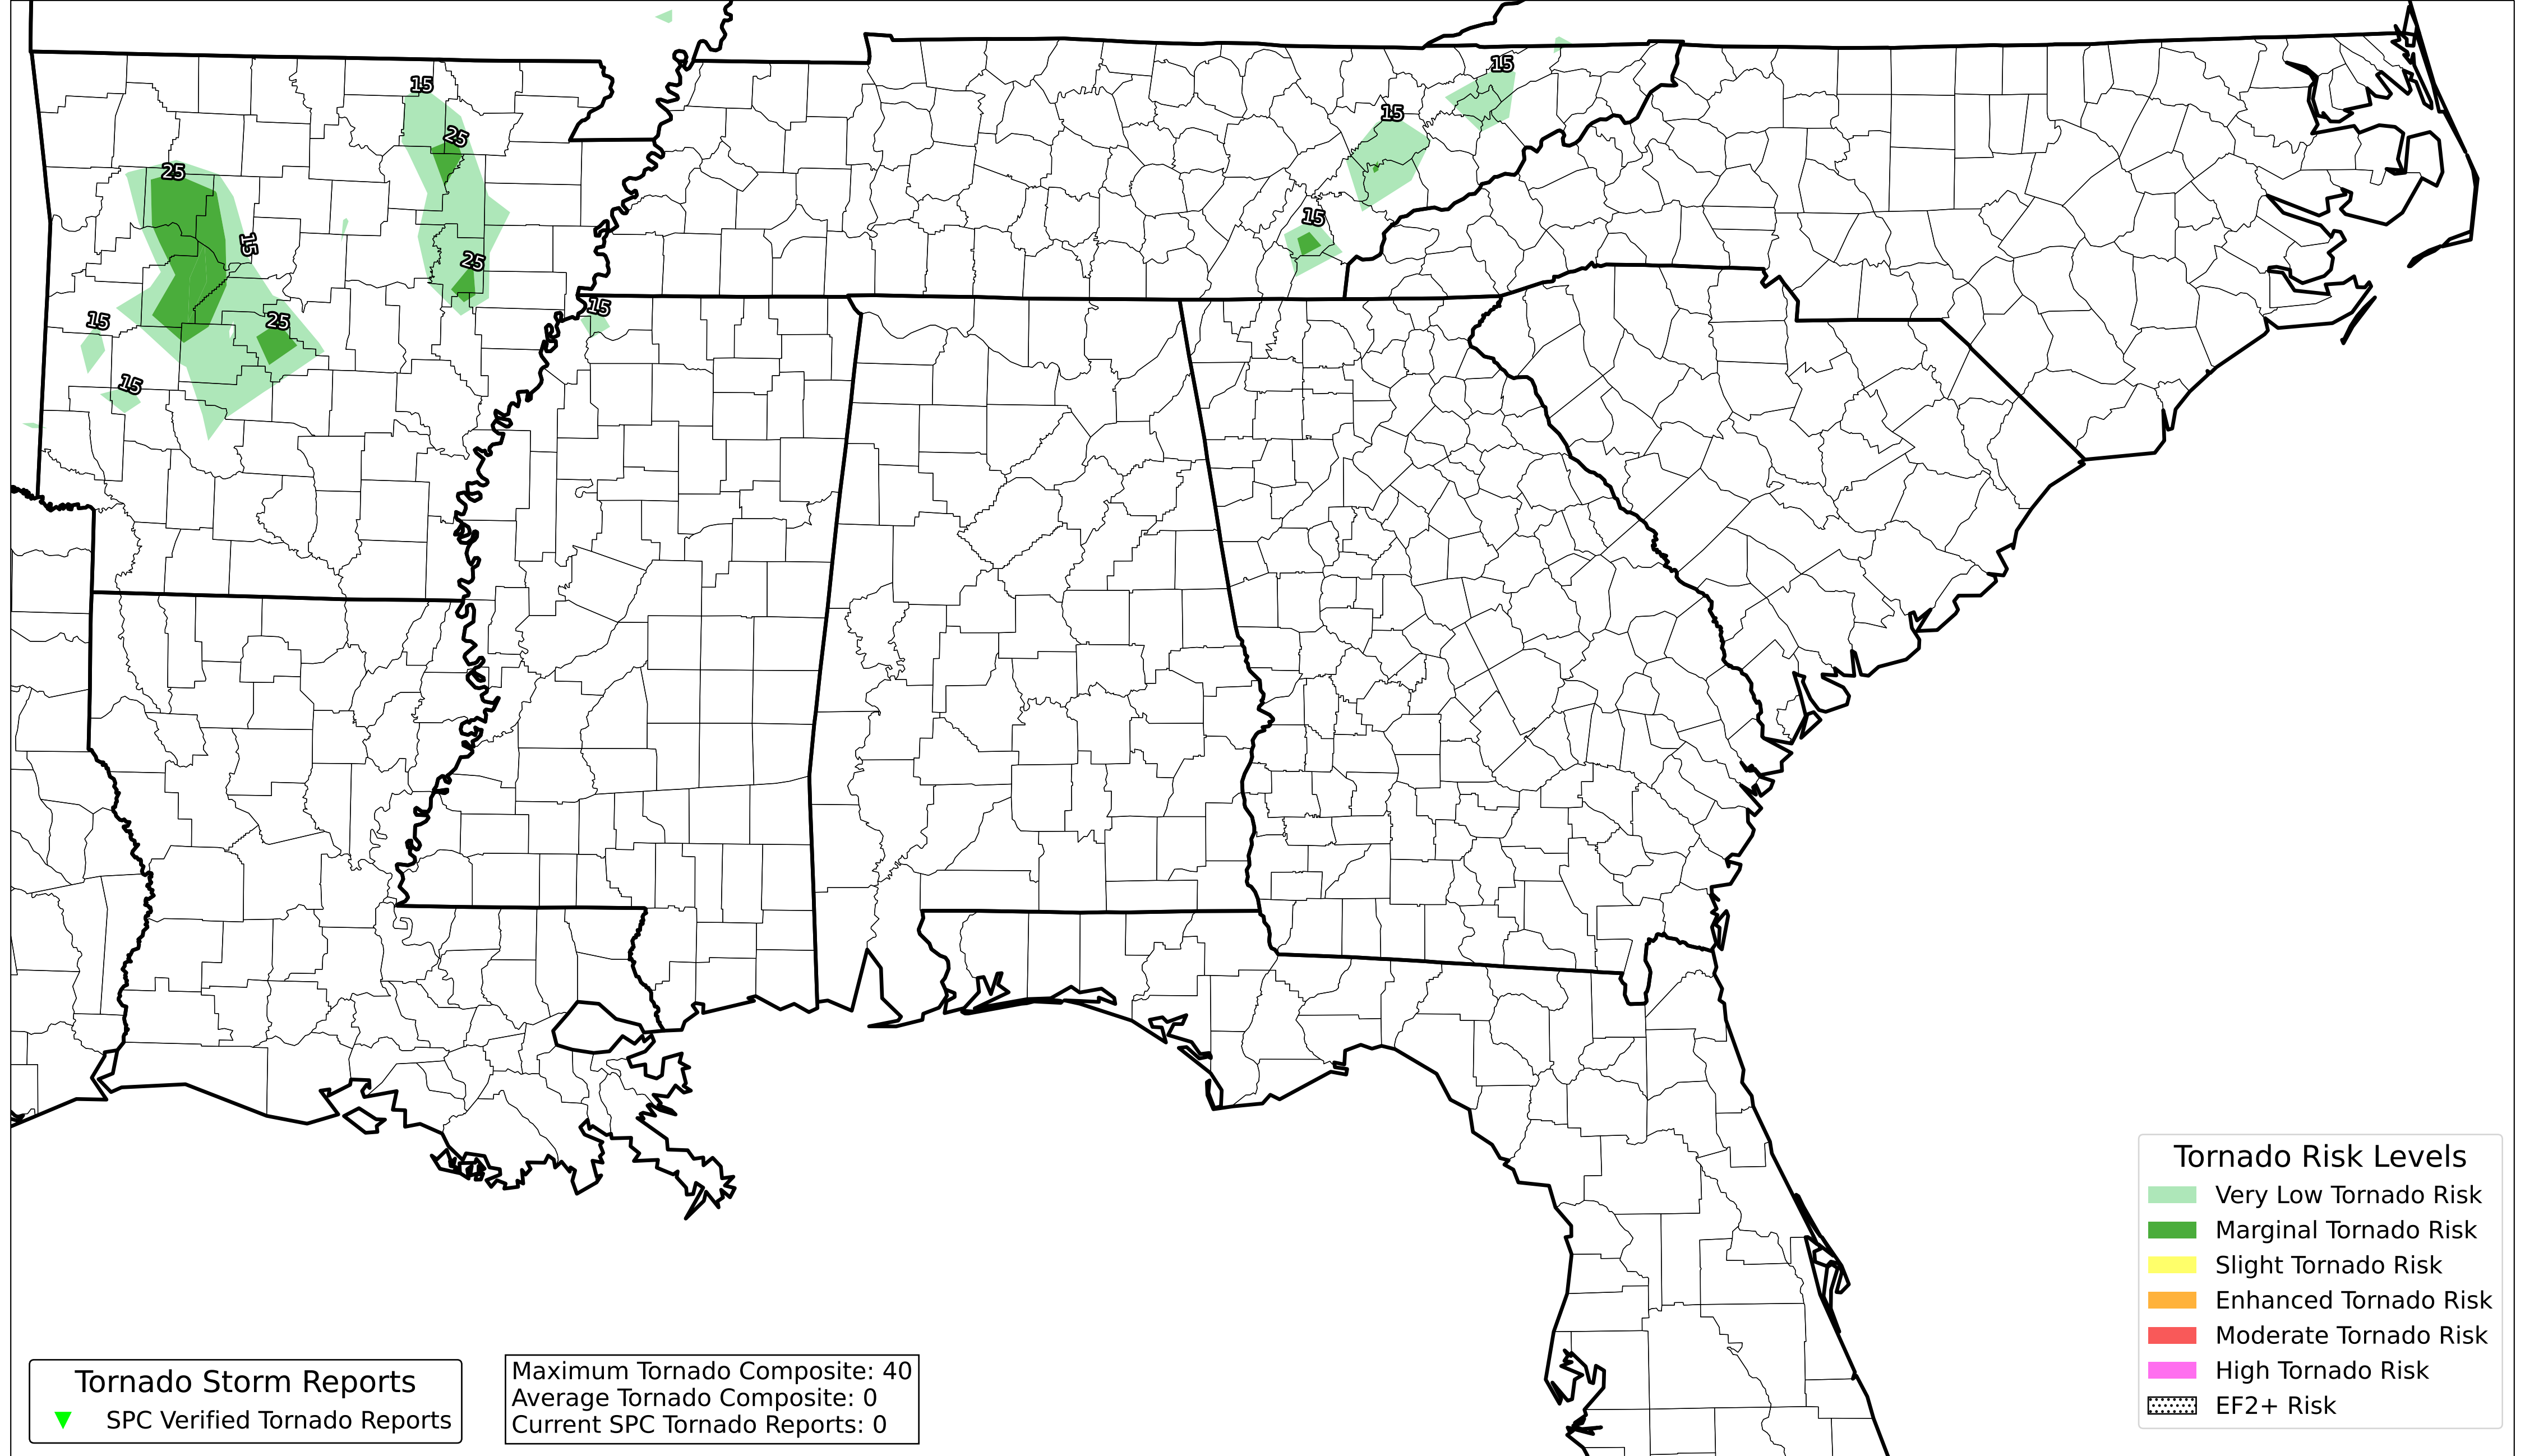 15
15
15
25
15
25
15
15
25
15
15
25
15
Tornado Risk Levels
Very Low Tornado Risk
Marginal Tornado Risk
Slight Tornado Risk
Enhanced Tornado Risk
Moderate Tornado Risk
High Tornado Risk
EF2+ Risk
Tornado Storm Reports
SPC Verified Tornado Reports
Maximum Tornado Composite: 40
Average Tornado Composite: 0
Current SPC Tornado Reports: 0